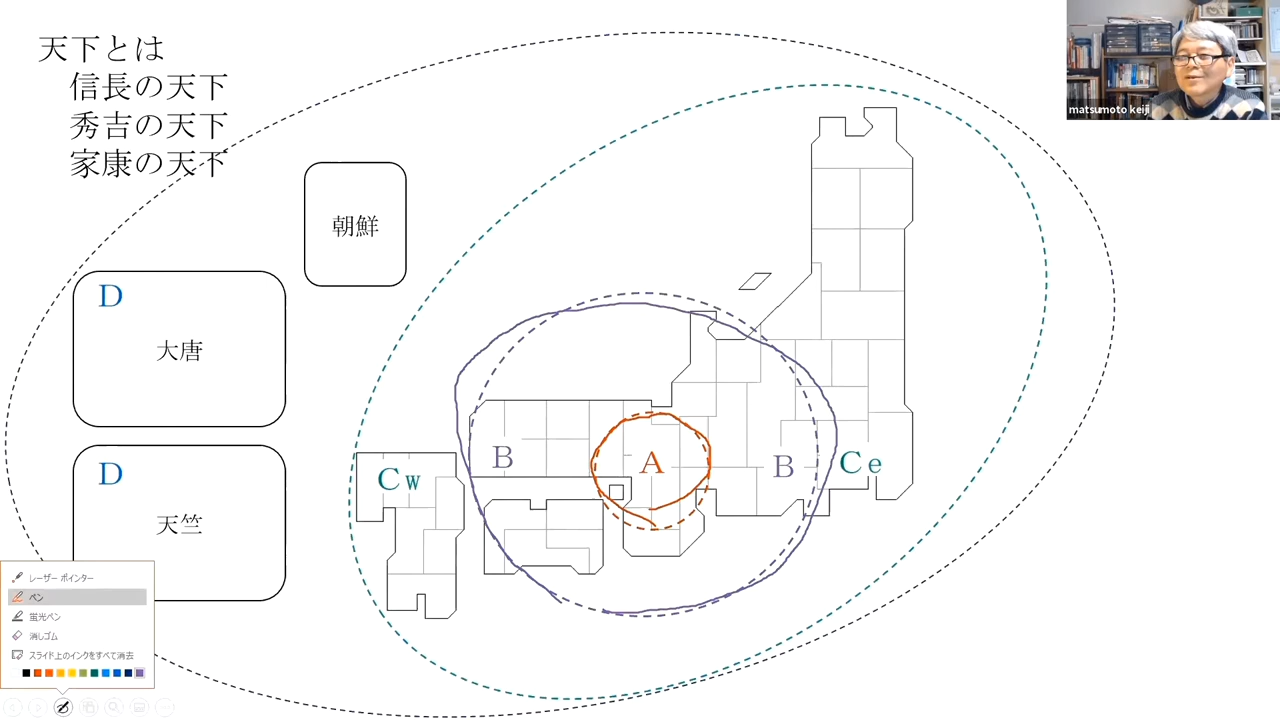 天下とは
信長の天下
秀吉の天下
家康の天下
matsumoto keiji
朝鮮
D
大唐
D
天竺
Cw
B
A
B
Ce
レーザー ポインター
ペン
蛍光ペン
消しゴム
スライド上のインクをすべて消去